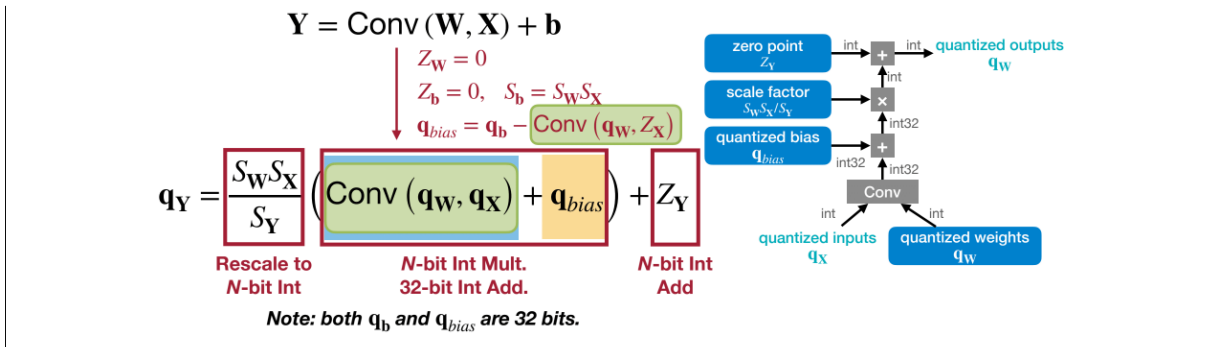 Y = Conv (W, X) + b
Z_W = 0
Z_b = 0, S_b = S_W S_X
q_bias = q_b − Conv (q_W, Z_X)
q_Y = S_W S_X / S_Y ( Conv (q_W, q_X) + q_bias ) + Z_Y
Rescale to
N-bit Int
N-bit Int Mult.
32-bit Int Add.
N-bit Int
Add
Note: both q_b and q_bias are 32 bits.
zero point
Z_Y
int
+
int
quantized outputs
q_W
int
scale factor
S_W S_X / S_Y
×
int32
quantized bias
q_bias
int32
+
int32
Conv
int
int
quantized inputs
q_X
quantized weights
q_W